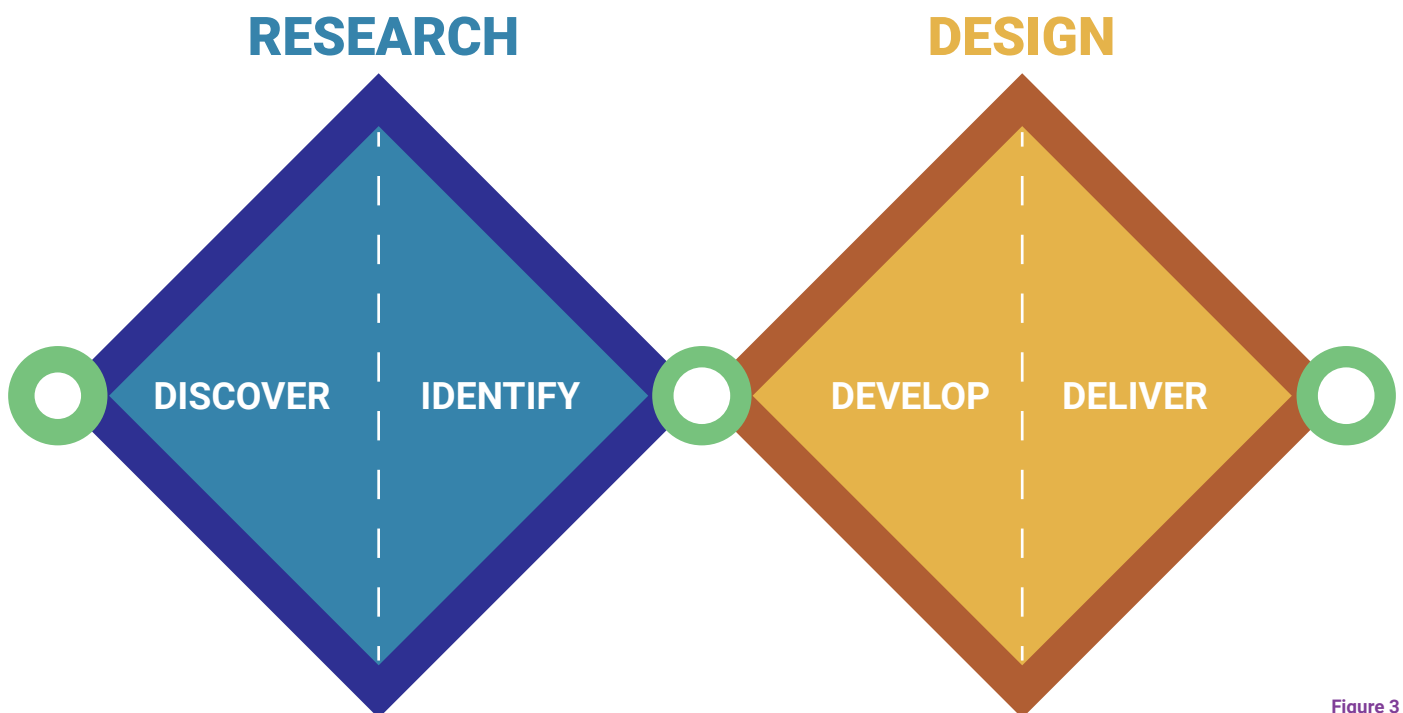 RESEARCH
DESIGN
DISCOVER
IDENTIFY
DEVELOP
DELIVER
Figure 3